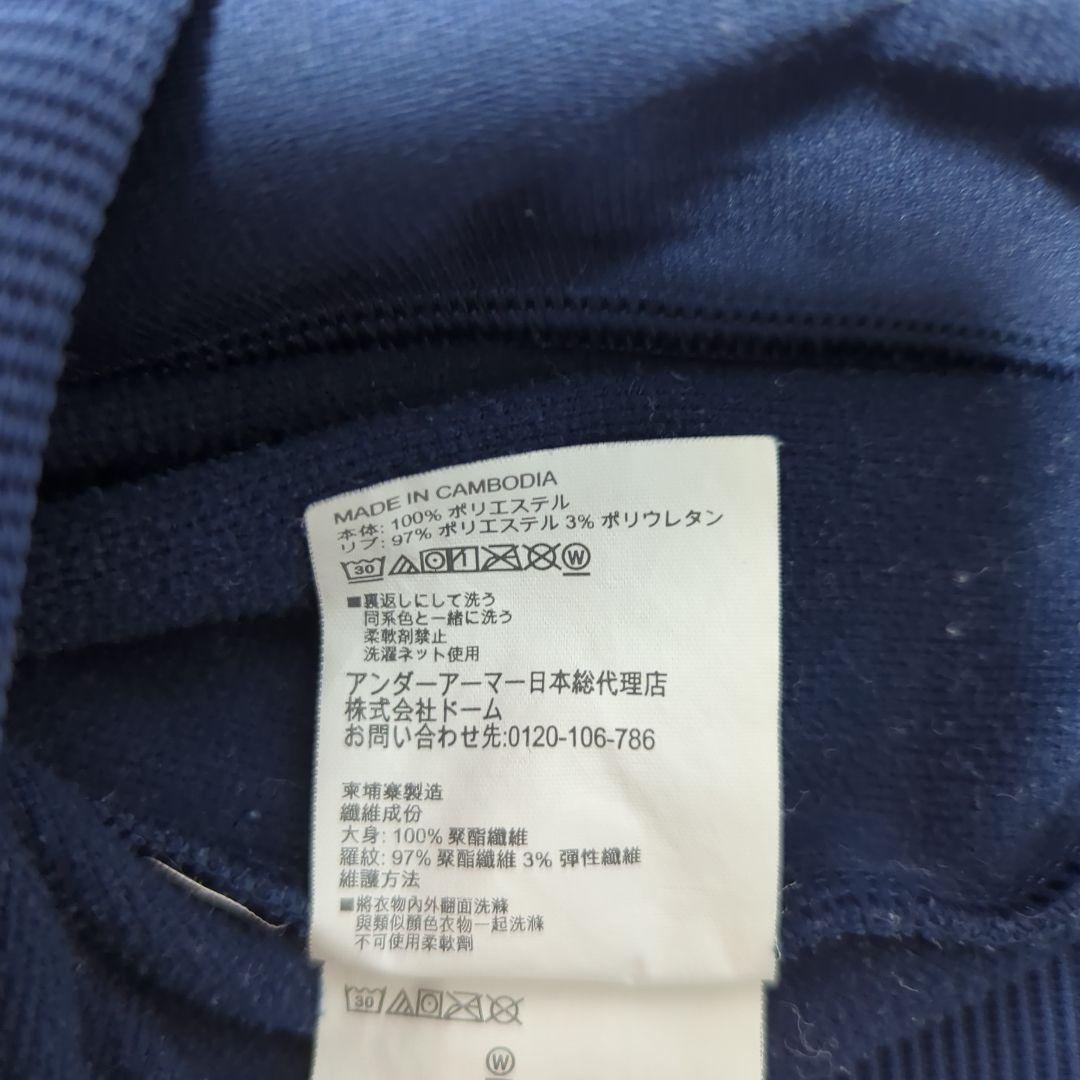 MADE IN CAMBODIA
本体: 100% ポリエステル
リブ: 97% ポリエステル 3% ポリウレタン
30 W
■裏返しにして洗う
同系色と一緒に洗う
柔軟剤禁止
洗濯ネット使用
アンダーアーマー日本総代理店
株式会社ドーム
お問い合わせ先:0120-106-786
柬埔寨製造
纖維成份
大身: 100% 聚酯纖維
羅紋: 97% 聚酯纖維 3% 彈性纖維
維護方法
■將衣物內外翻面洗滌
與類似顏色衣物一起洗滌
不可使用柔軟劑
30
W